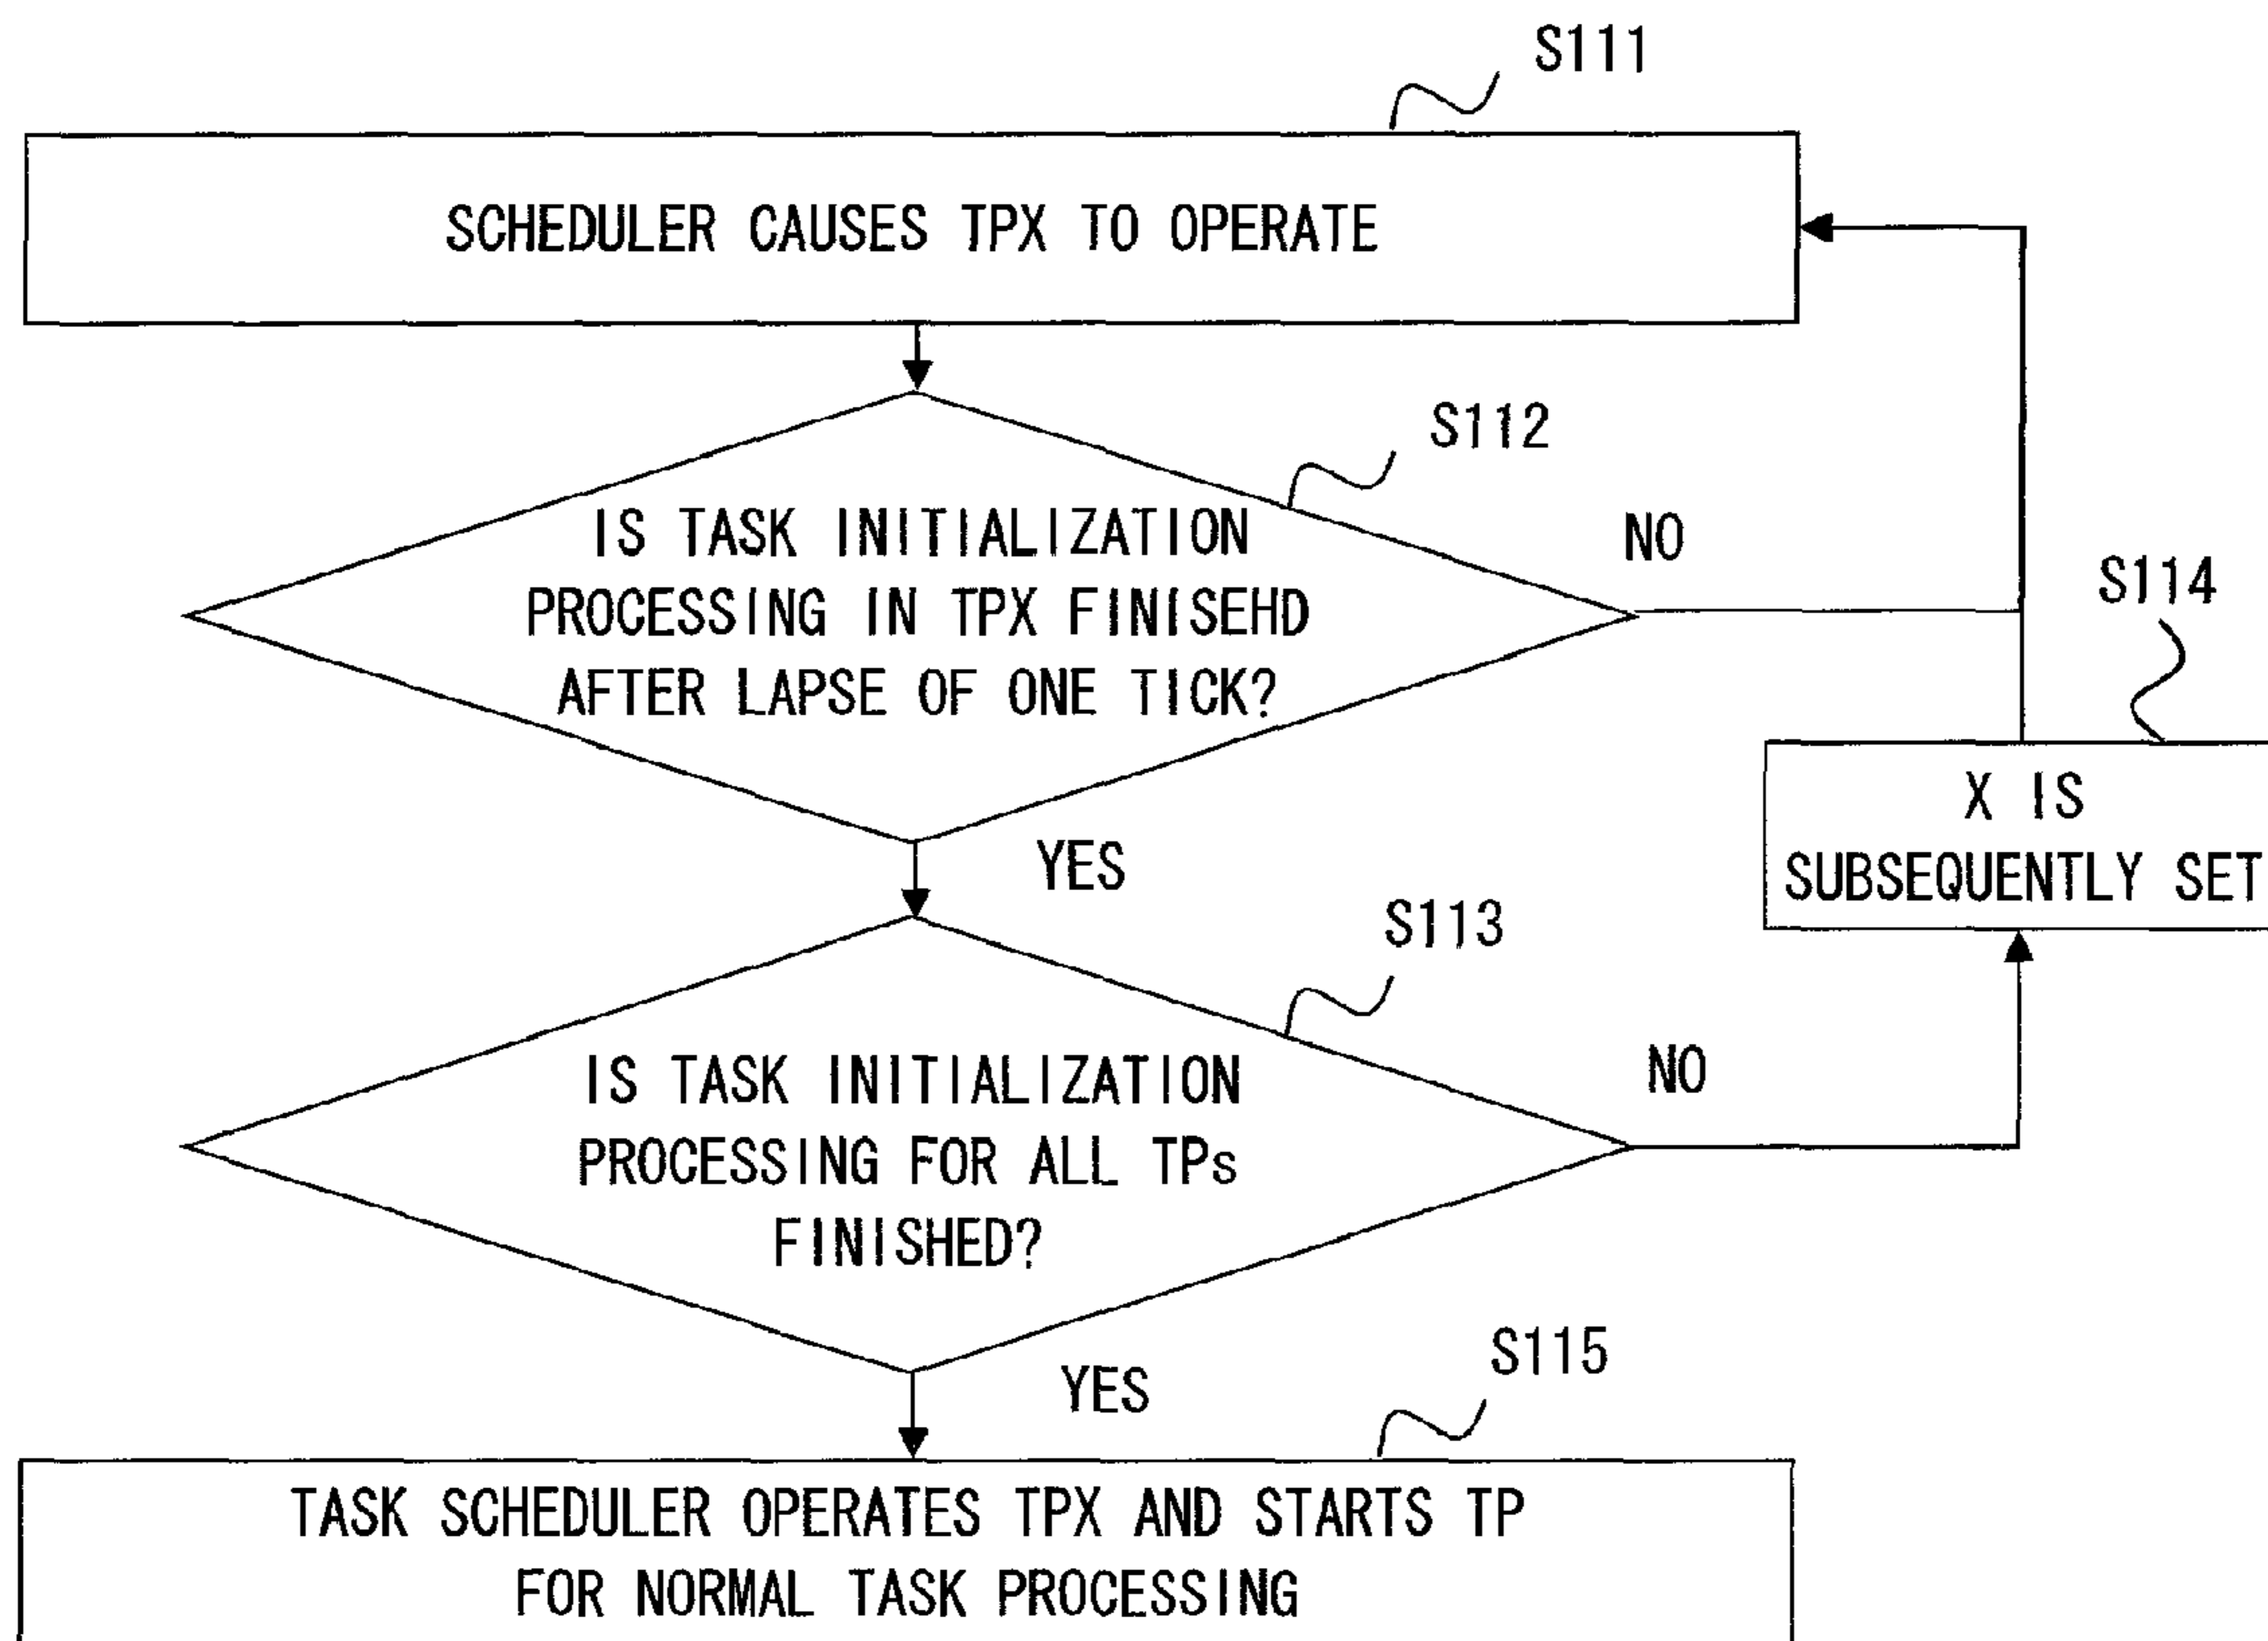 S111
SCHEDULER CAUSES TPX TO OPERATE
S112
IS TASK INITIALIZATION
PROCESSING IN TPX FINISEHD
AFTER LAPSE OF ONE TICK?
NO
S114
X IS
SUBSEQUENTLY SET
YES
S113
IS TASK INITIALIZATION
PROCESSING FOR ALL TPs
FINISHED?
NO
YES
S115
TASK SCHEDULER OPERATES TPX AND STARTS TP
FOR NORMAL TASK PROCESSING